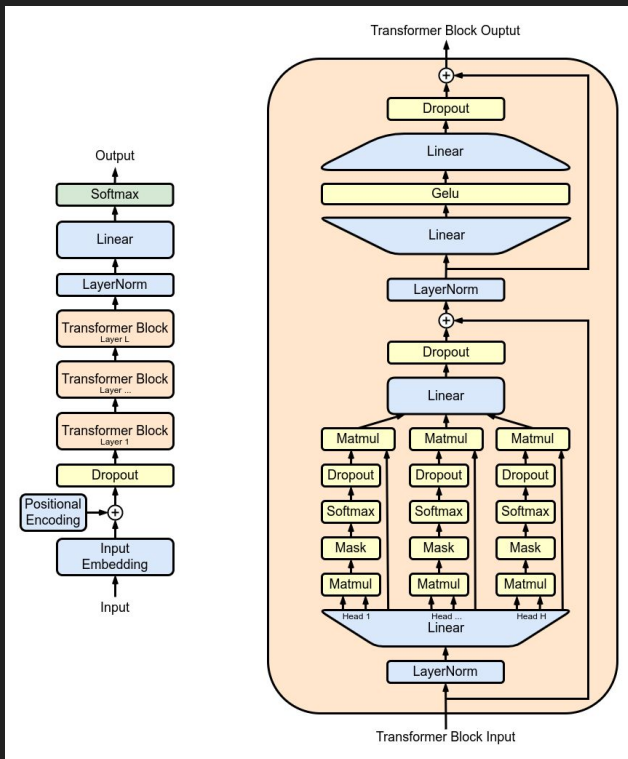 Output
Softmax
Linear
LayerNorm
Transformer Block
Layer L
Transformer Block
Layer ...
Transformer Block
Layer 1
Dropout
Positional
Encoding
+
Input
Embedding
Input
Transformer Block Ouptut
+
Dropout
Linear
Gelu
Linear
LayerNorm
+
Dropout
Linear
Matmul Matmul Matmul
Dropout Dropout Dropout
Softmax Softmax Softmax
Mask Mask Mask
Matmul Matmul Matmul
Head 1 Head ... Head H
Linear
LayerNorm
Transformer Block Input